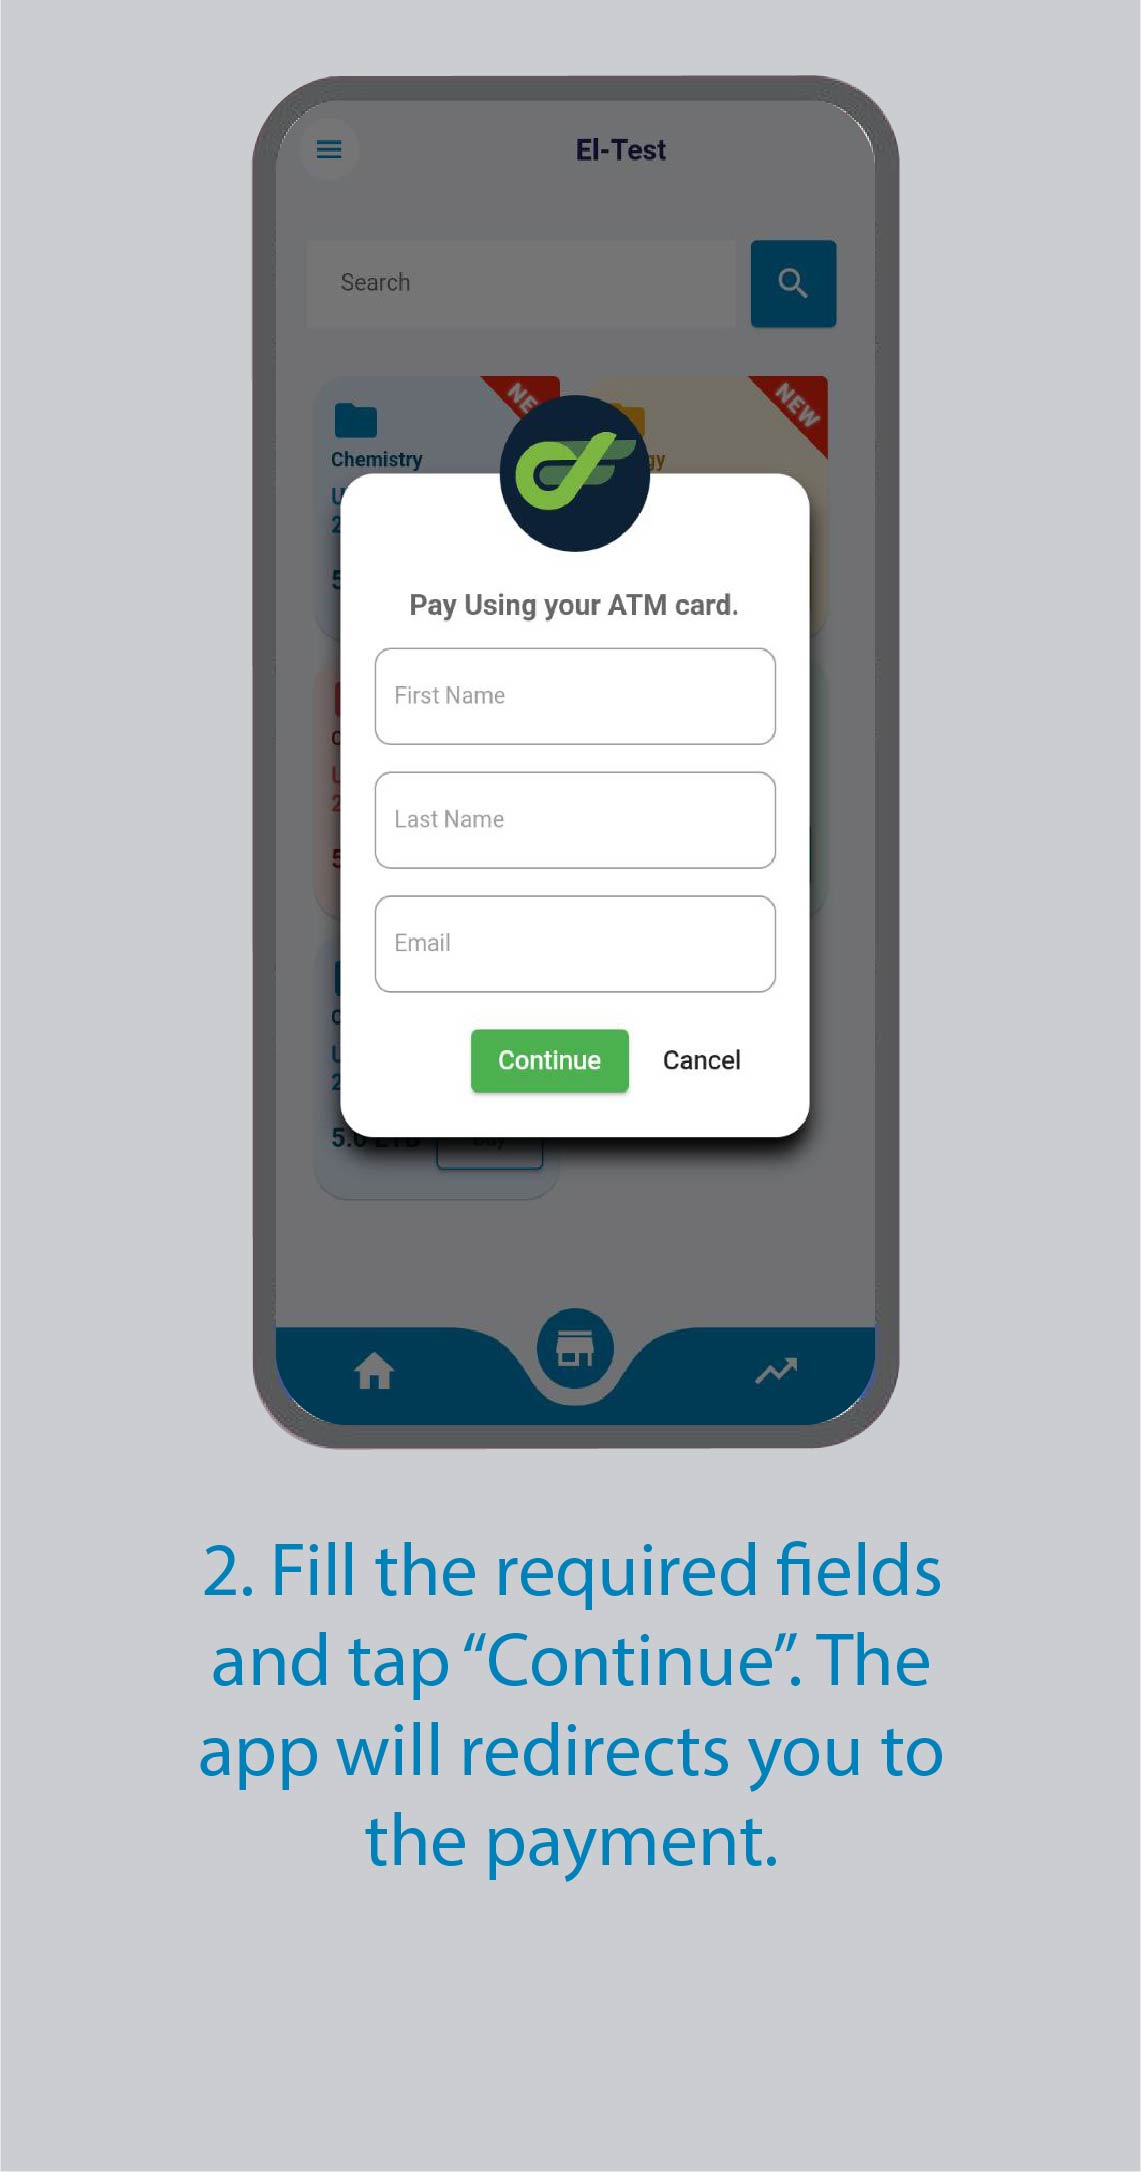 El-Test
Search
NEW
Chemistry
Pay Using your ATM card.
First Name
Last Name
Email
Continue Cancel
2. Fill the required fields
and tap “Continue”. The
app will redirects you to
the payment.